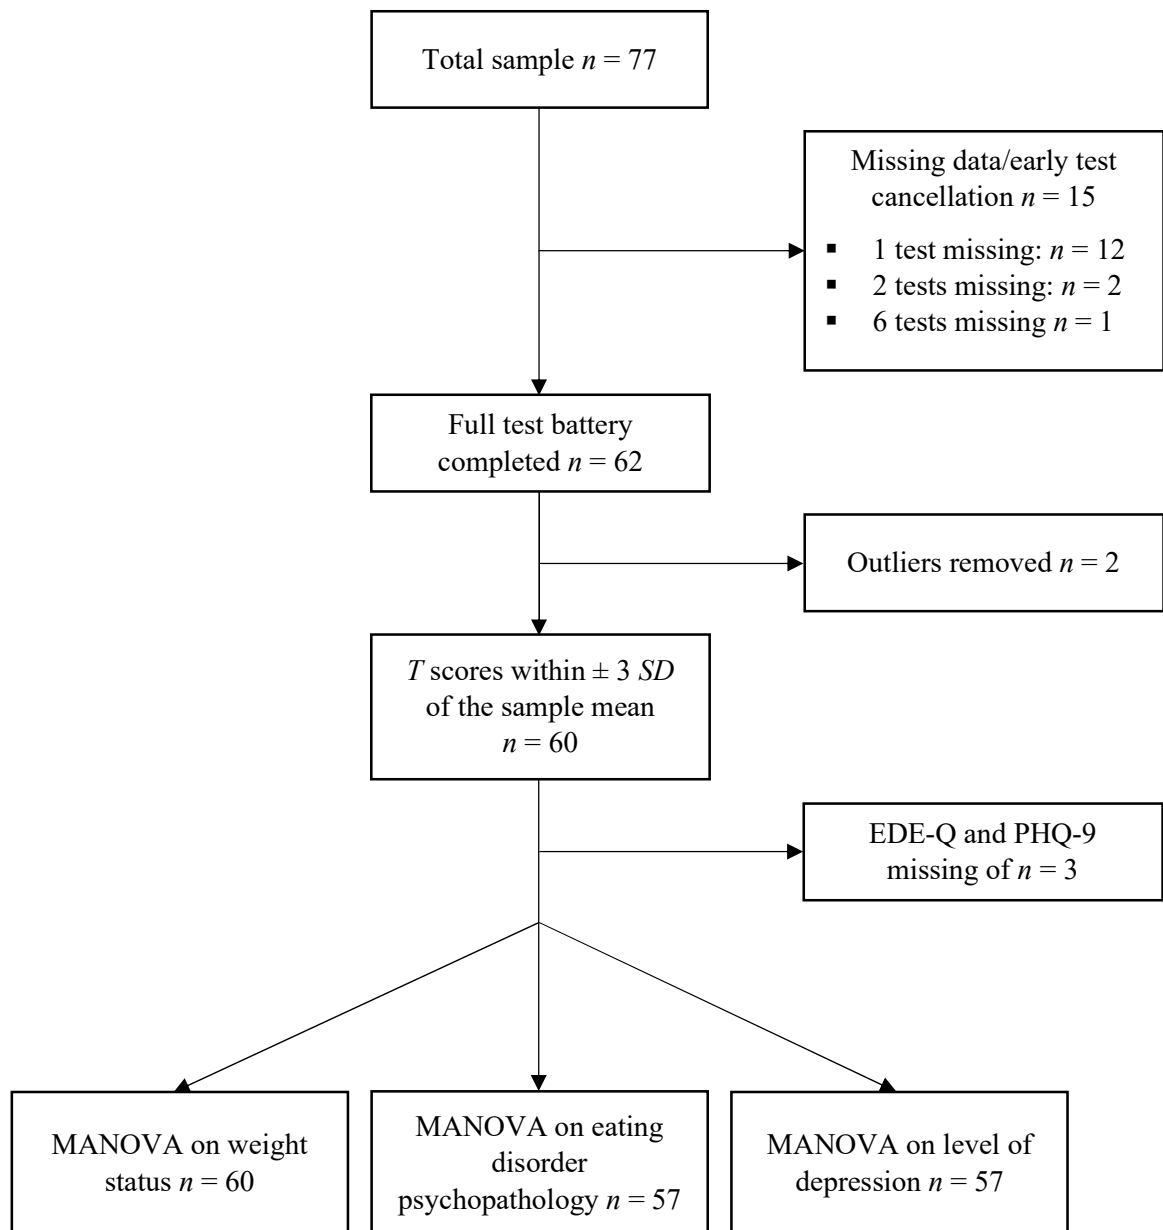 Total sample n = 77
Missing data/early test
cancellation n = 15
▪ 1 test missing: n = 12
▪ 2 tests missing: n = 2
▪ 6 tests missing n = 1
Full test battery
completed n = 62
Outliers removed n = 2
T scores within ± 3 SD
of the sample mean
n = 60
EDE-Q and PHQ-9
missing of n = 3
MANOVA on weight
status n = 60
MANOVA on eating
disorder
psychopathology n = 57
MANOVA on level of
depression n = 57